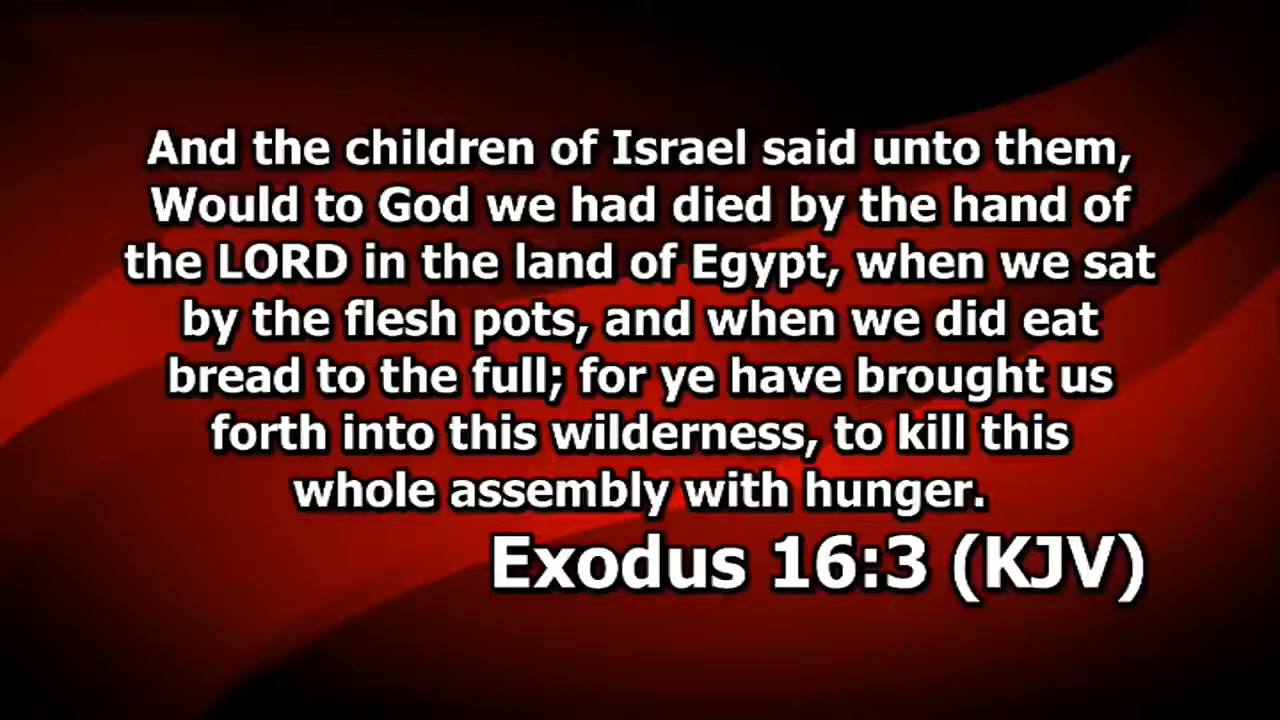 And the children of Israel said unto them,
Would to God we had died by the hand of
the LORD in the land of Egypt, when we sat
by the flesh pots, and when we did eat
bread to the full; for ye have brought us
forth into this wilderness, to kill this
whole assembly with hunger.
Exodus 16:3 (KJV)